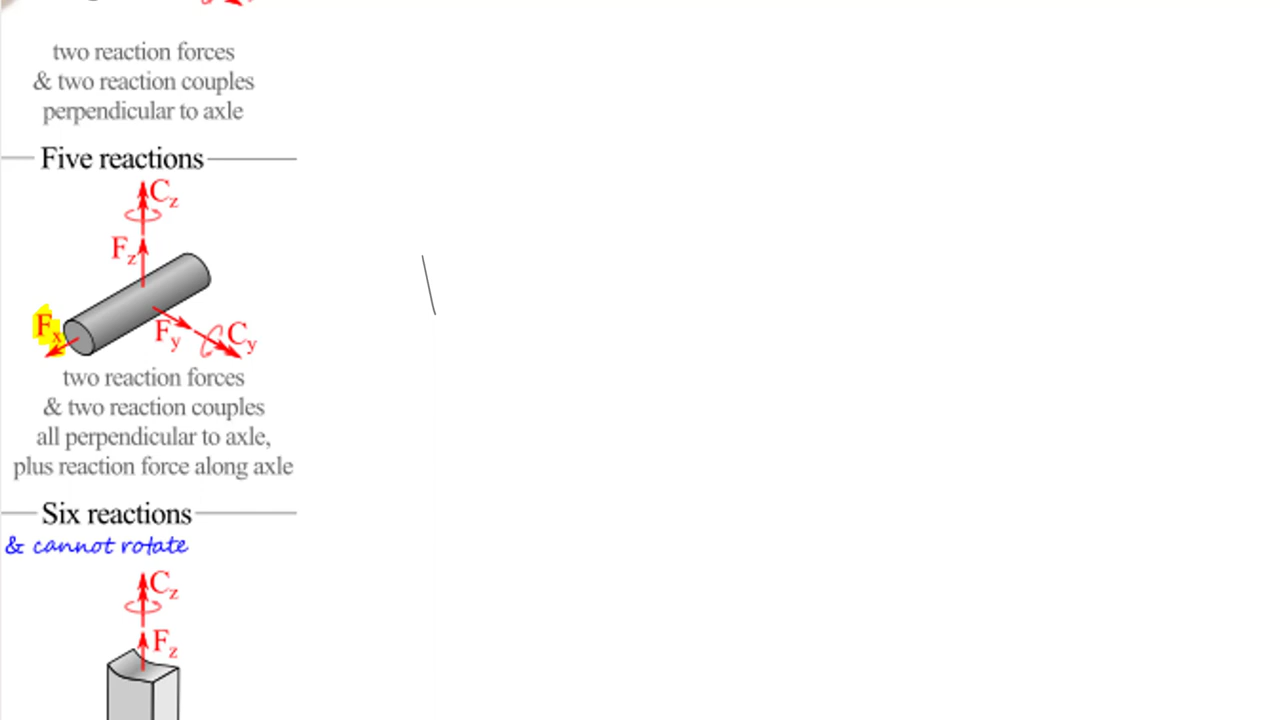 two reaction forces
& two reaction couples
perpendicular to axle
Five reactions
Cz
Fz
Fx
Fy
Cy
two reaction forces
& two reaction couples
all perpendicular to axle,
plus reaction force along axle
Six reactions
& cannot rotate
Cz
Fz